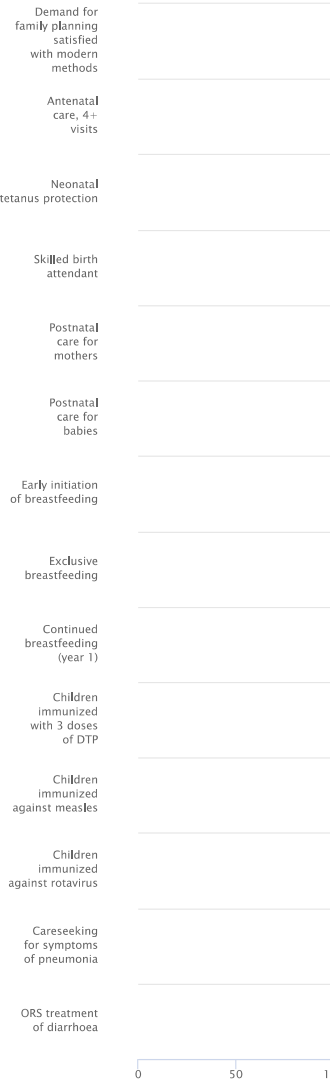 Demand for
family planning
satisfied
with modern
methods
Antenatal
care, 4+
visits
Neonatal
tetanus protection
Skilled birth
attendant
Postnatal
care for
mothers
Postnatal
care for
babies
Early initiation
of breastfeeding
Exclusive
breastfeeding
Continued
breastfeeding
(year 1)
Children
immunized
with 3 doses
of DTP
Children
immunized
against measles
Children
immunized
against rotavirus
Careseeking
for symptoms
of pneumonia
ORS treatment
of diarrhoea
0 50